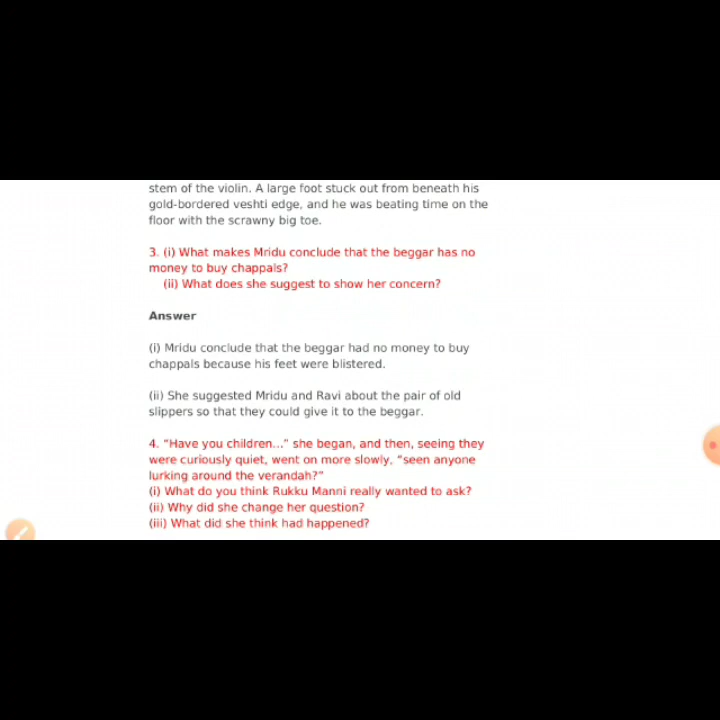 stem of the violin. A large foot stuck out from beneath his
gold-bordered veshti edge, and he was beating time on the
floor with the scrawny big toe.
3. (i) What makes Mridu conclude that the beggar has no
money to buy chappals?
(ii) What does she suggest to show her concern?
Answer
(i) Mridu conclude that the beggar had no money to buy
chappals because his feet were blistered.
(ii) She suggested Mridu and Ravi about the pair of old
slippers so that they could give it to the beggar.
4. "Have you children..." she began, and then, seeing they
were curiously quiet, went on more slowly, "seen anyone
lurking around the verandah?"
(i) What do you think Rukku Manni really wanted to ask?
(ii) Why did she change her question?
(iii) What did she think had happened?